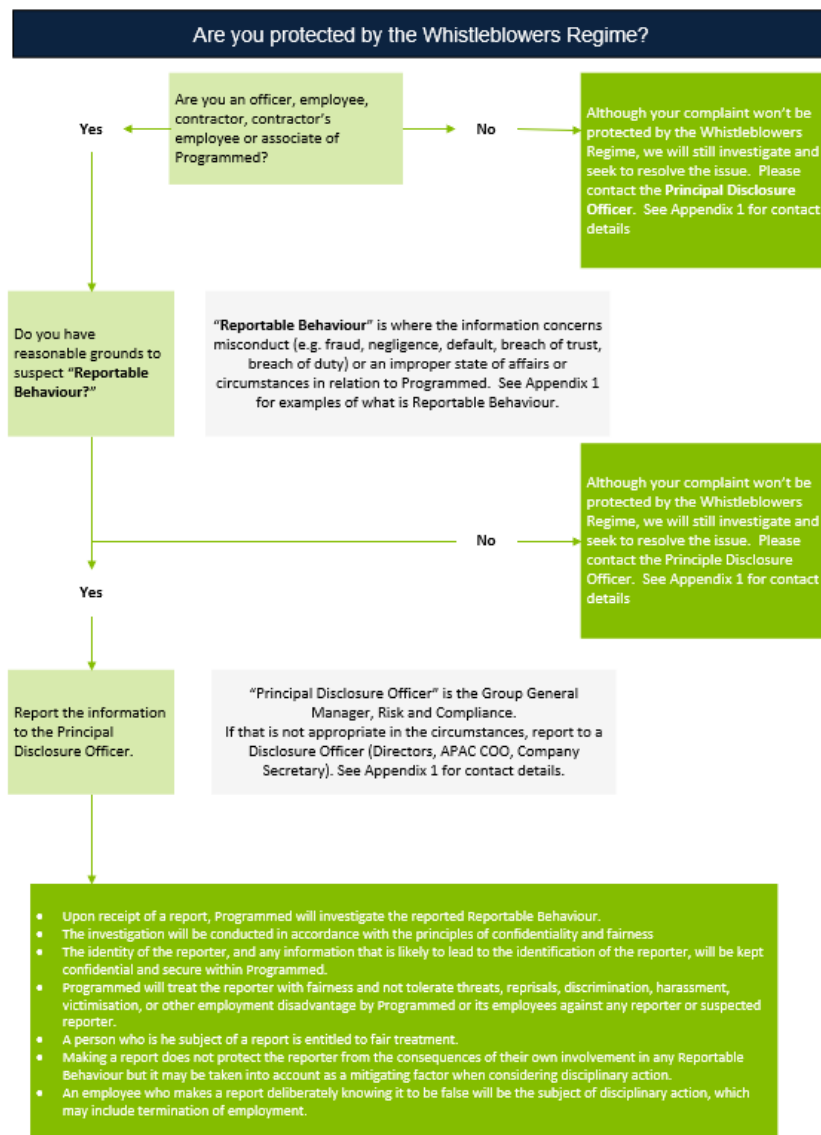 Are you protected by the Whistleblowers Regime?
Are you an officer, employee,
contractor, contractor's
employee or associate of
Programmed?
Yes
No
Although your complaint won't be
protected by the Whistleblowers
Regime, we will still investigate and
seek to resolve the issue.  Please
contact the Principal Disclosure
Officer.  See Appendix 1 for contact
details
Do you have
reasonable grounds to
suspect "Reportable
Behaviour?"
"Reportable Behaviour" is where the information concerns
misconduct (e.g. fraud, negligence, default, breach of trust,
breach of duty) or an improper state of affairs or
circumstances in relation to Programmed.  See Appendix 1
for examples of what is Reportable Behaviour.
Although your complaint won't be
protected by the Whistleblowers
Regime, we will still investigate and
seek to resolve the issue.  Please
contact the Principle Disclosure
Officer.  See Appendix 1 for contact
details
No
Yes
Report the information
to the Principal
Disclosure Officer.
"Principal Disclosure Officer" is the Group General
Manager, Risk and Compliance.
If that is not appropriate in the circumstances, report to a
Disclosure Officer (Directors, APAC COO, Company
Secretary). See Appendix 1 for contact details.
• Upon receipt of a report, Programmed will investigate the reported Reportable Behaviour.
• The investigation will be conducted in accordance with the principles of confidentiality and fairness
• The identity of the reporter, and any information that is likely to lead to the identification of the reporter, will be kept
confidential and secure within Programmed.
• Programmed will treat the reporter with fairness and not tolerate threats, reprisals, discrimination, harassment,
victimisation, or other employment disadvantage by Programmed or its employees against any reporter or suspected
reporter.
• A person who is he subject of a report is entitled to fair treatment.
• Making a report does not protect the reporter from the consequences of their own involvement in any Reportable
Behaviour but it may be taken into account as a mitigating factor when considering disciplinary action.
• An employee who makes a report deliberately knowing it to be false will be the subject of disciplinary action, which
may include termination of employment.